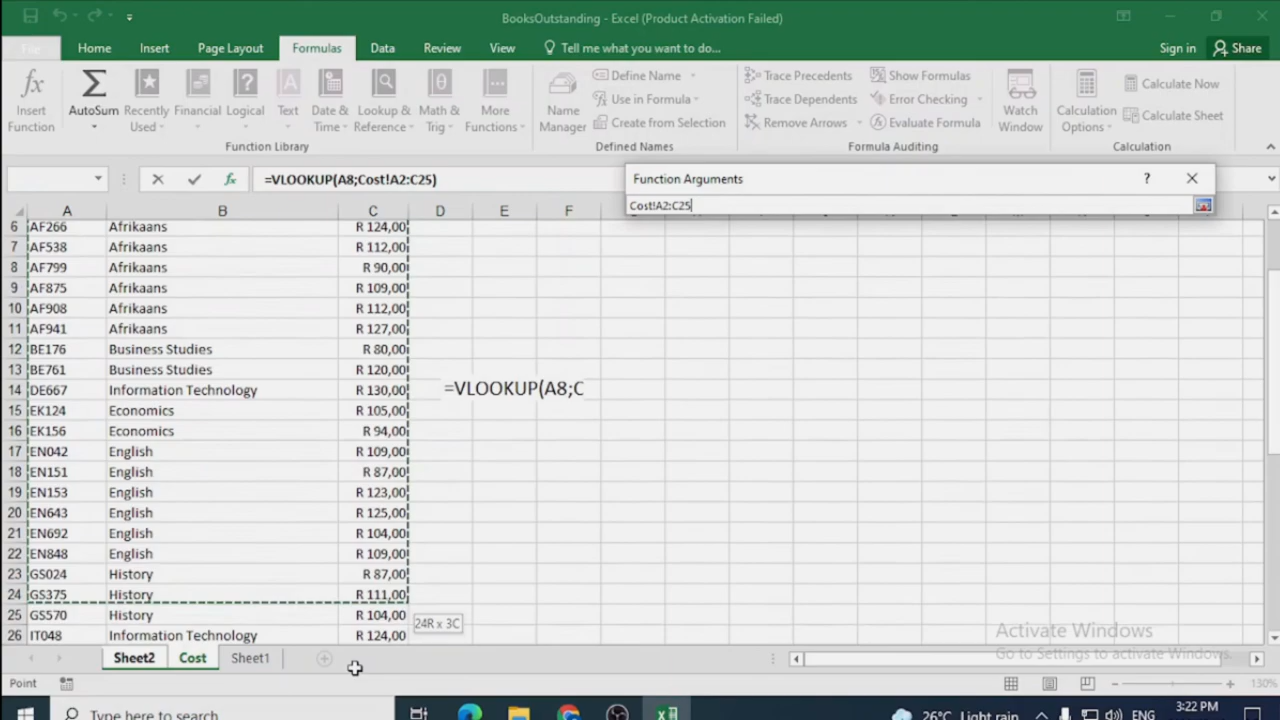 BooksOutstanding - Excel (Product Activation Failed)
File Home Insert Page Layout Formulas Data Review View Tell me what you want to do... Sign in Share
Insert Function
AutoSum
Recently Used
Financial
Logical
Text
Date & Time
Lookup & Reference
Math & Trig
More Functions
Function Library
Name Manager
Define Name
Use in Formula
Create from Selection
Defined Names
Trace Precedents
Trace Dependents
Remove Arrows
Show Formulas
Error Checking
Evaluate Formula
Formula Auditing
Watch Window
Calculation Options
Calculate Now
Calculate Sheet
Calculation
fx =VLOOKUP(A8;Cost!A2:C25)
Function Arguments ?
Cost!A2:C25
A B C D E F
6 AF266 Afrikaans R 124,00
7 AF538 Afrikaans R 112,00
8 AF799 Afrikaans R 90,00
9 AF875 Afrikaans R 109,00
10 AF908 Afrikaans R 112,00
11 AF941 Afrikaans R 127,00
12 BE176 Business Studies R 80,00
13 BE761 Business Studies R 120,00
14 DE667 Information Technology R 130,00
=VLOOKUP(A8;C
15 EK124 Economics R 105,00
16 EK156 Economics R 94,00
17 EN042 English R 109,00
18 EN151 English R 87,00
19 EN153 English R 123,00
20 EN643 English R 125,00
21 EN692 English R 104,00
22 EN848 English R 109,00
23 GS024 History R 87,00
24 GS375 History R 111,00
25 GS570 History R 104,00
24R x 3C
26 IT048 Information Technology R 124,00
Activate Windows
Go to Settings to activate Windows.
Sheet2 Cost Sheet1
Point 130%
Type here to search
26°C Light rain ENG 3:22 PM